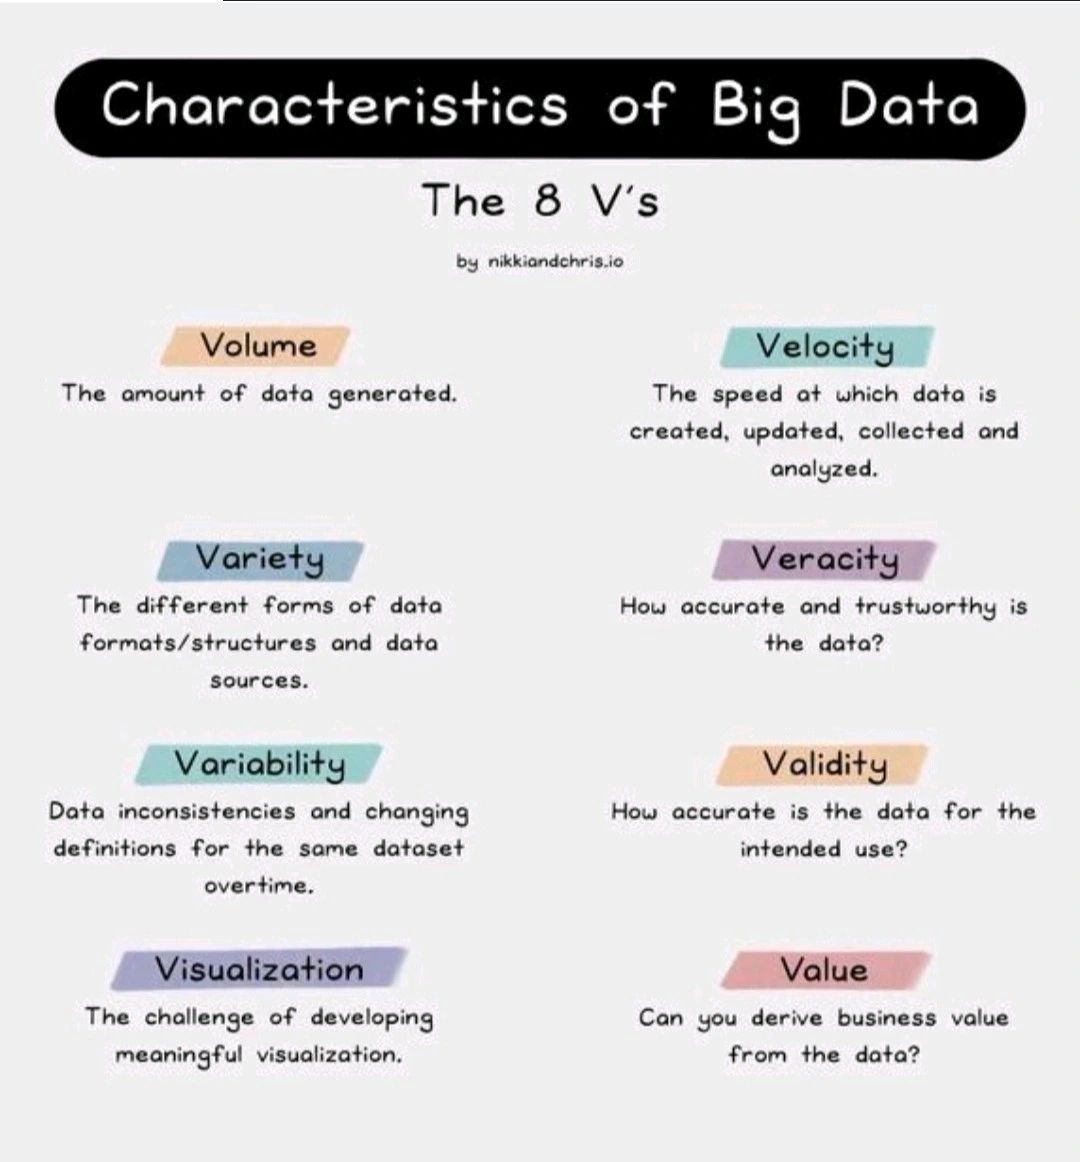 Characteristics of Big Data
The 8 V's
by nikkiandchris.io
Volume
The amount of data generated.
Velocity
The speed at which data is
created, updated, collected and
analyzed.
Variety
The different forms of data
formats/structures and data
sources.
Veracity
How accurate and trustworthy is
the data?
Variability
Data inconsistencies and changing
definitions for the same dataset
overtime.
Validity
How accurate is the data for the
intended use?
Visualization
The challenge of developing
meaningful visualization.
Value
Can you derive business value
from the data?